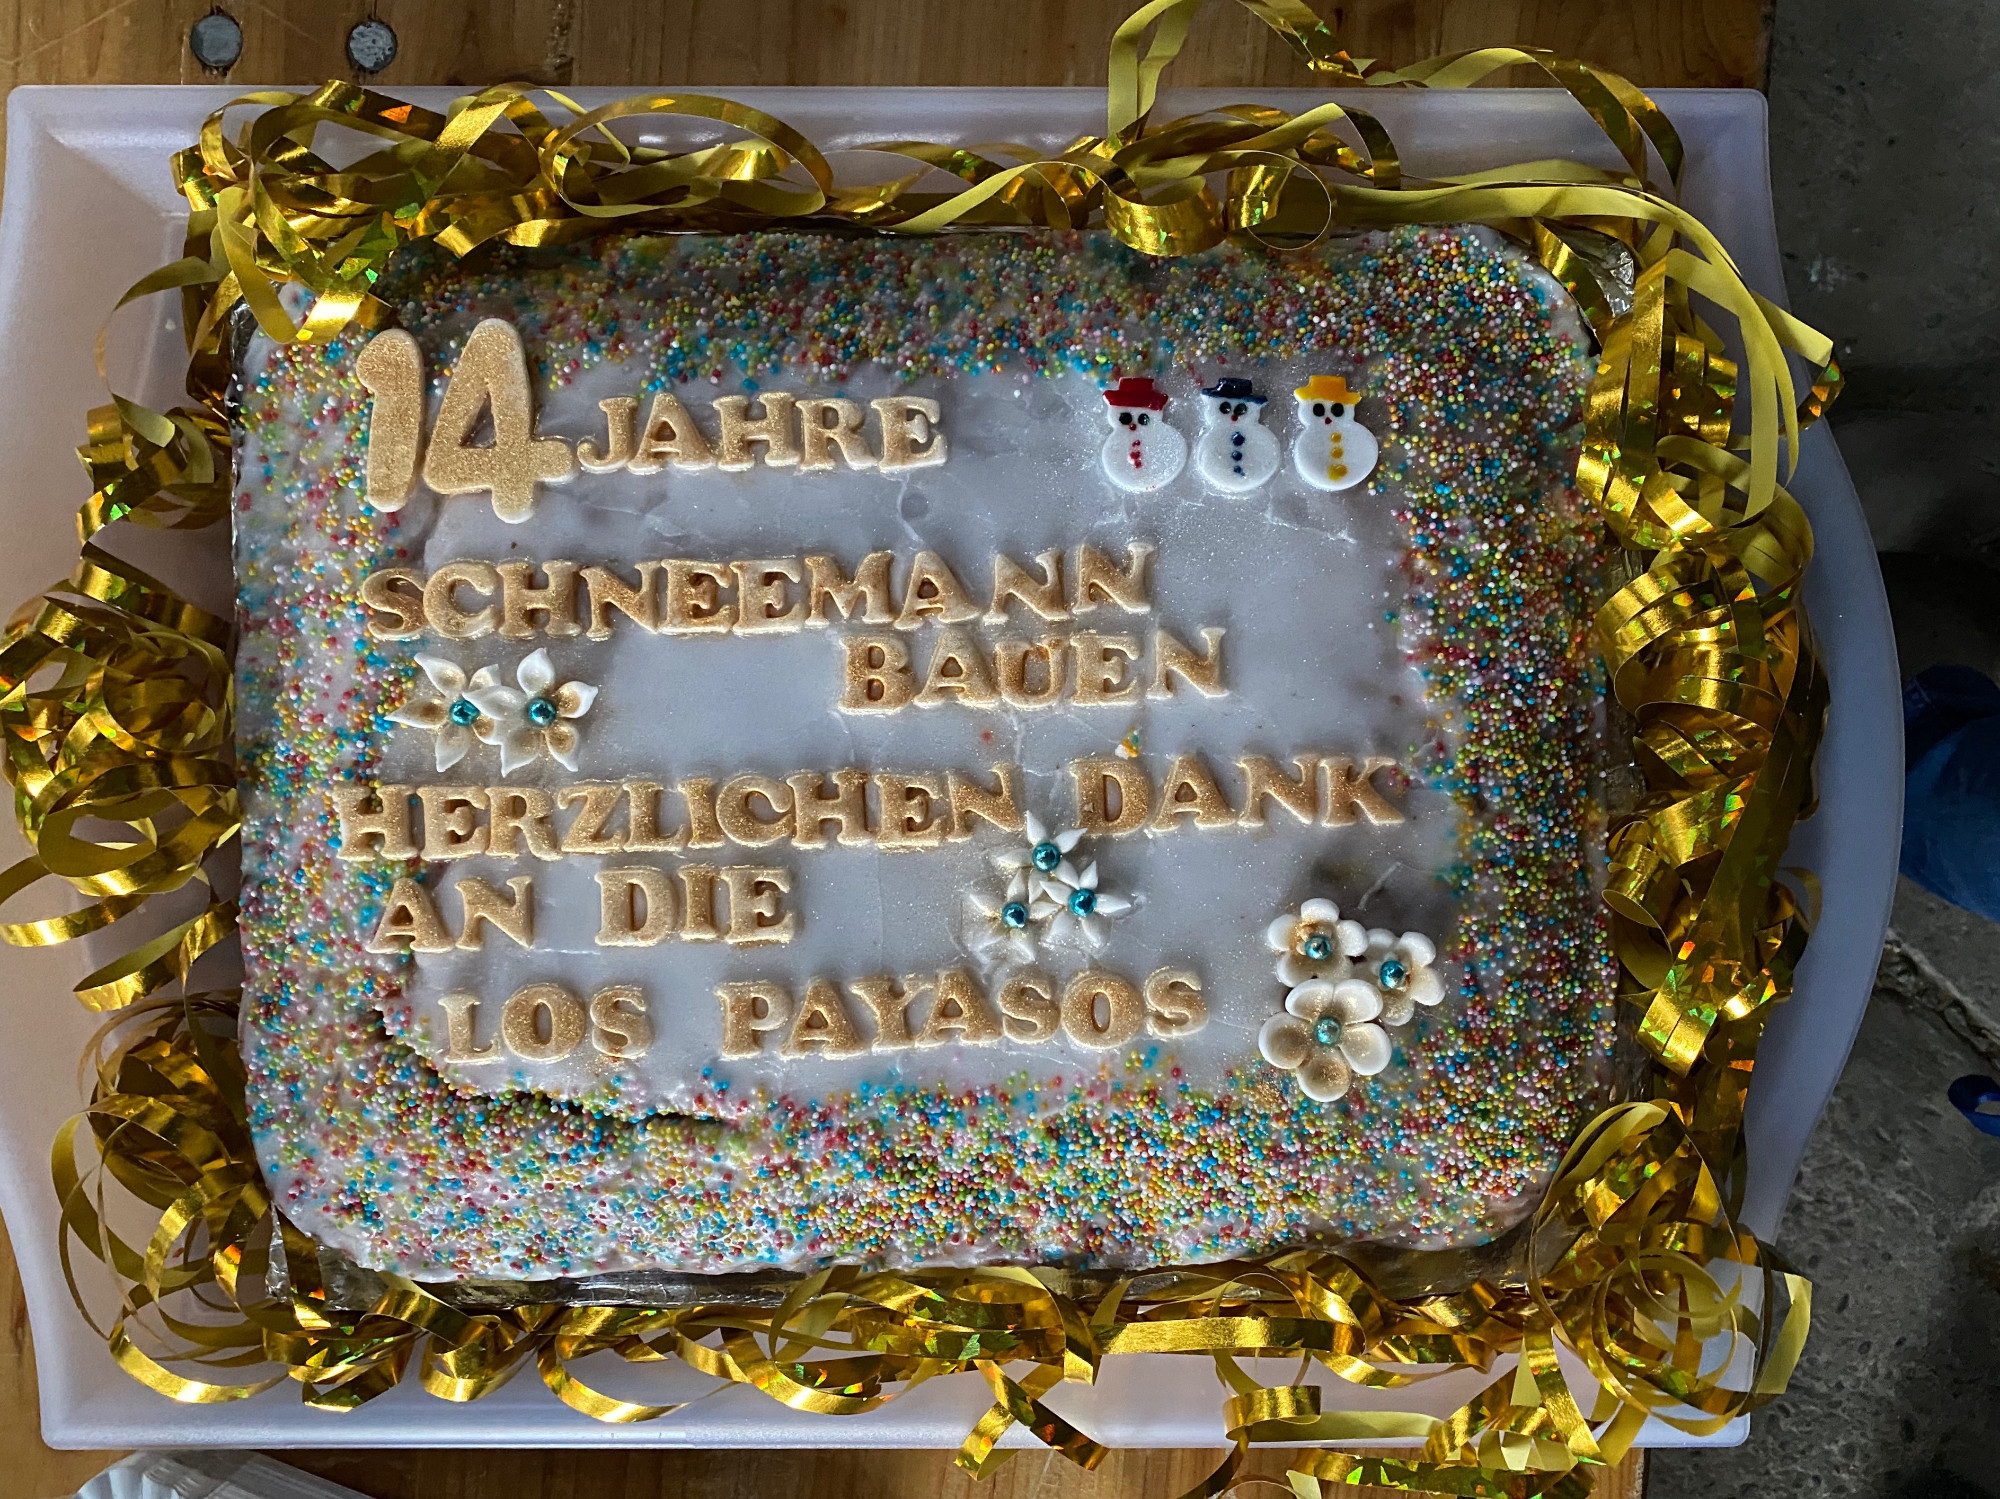 14 JAHRE
SCHNEEMANN
BAUEN
HERZLICHEN DANK
AN DIE
LOS PAYASOS